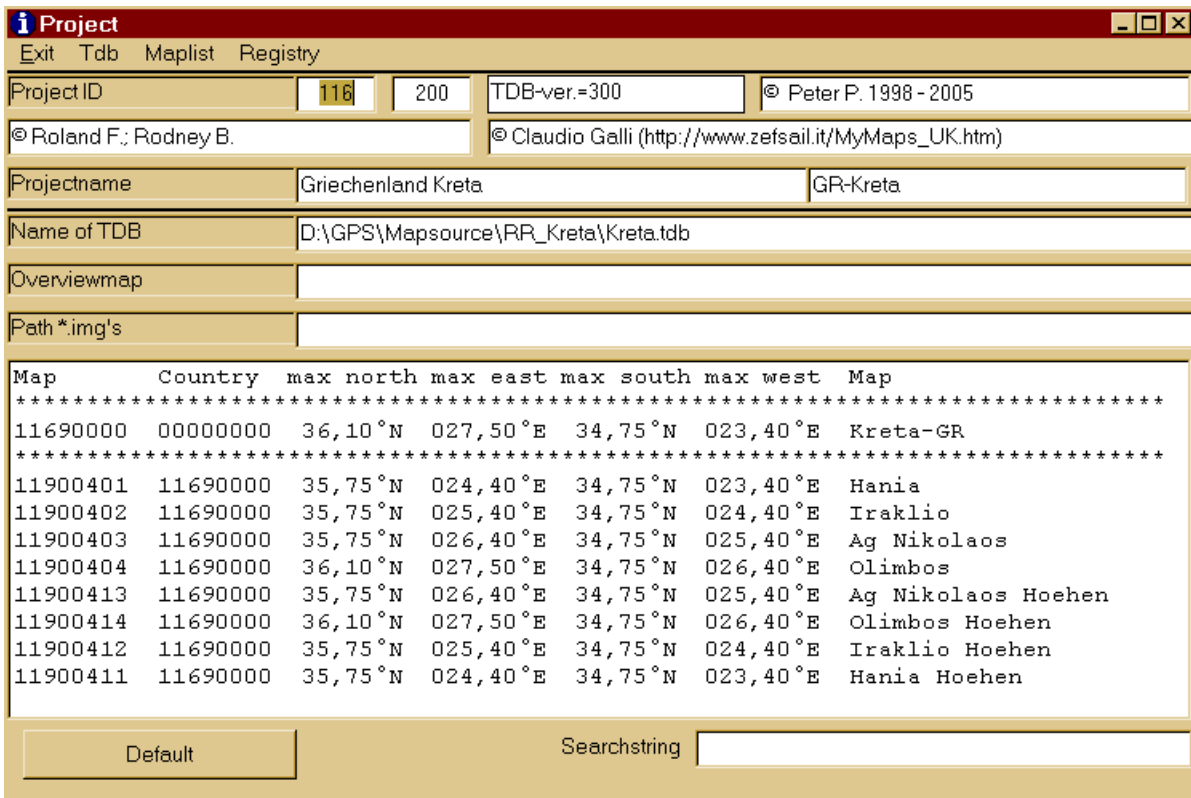 Project
Exit Tdb Maplist Registry
Project ID 116 200 TDB-ver.=300 © Peter P. 1998 - 2005
© Roland F.; Rodney B. © Claudio Galli (http://www.zefsail.it/MyMaps_UK.htm)
Projectname Griechenland Kreta GR-Kreta
Name of TDB D:\GPS\Mapsource\RR_Kreta\Kreta.tdb
Overviewmap
Path *.img's
Map Country max north max east max south max west Map
********************************************************************************
11690000 00000000 36,10°N 027,50°E 34,75°N 023,40°E Kreta-GR
********************************************************************************
11900401 11690000 35,75°N 024,40°E 34,75°N 023,40°E Hania
11900402 11690000 35,75°N 025,40°E 34,75°N 024,40°E Iraklio
11900403 11690000 35,75°N 026,40°E 34,75°N 025,40°E Ag Nikolaos
11900404 11690000 36,10°N 027,50°E 34,75°N 026,40°E Olimbos
11900413 11690000 35,75°N 026,40°E 34,75°N 025,40°E Ag Nikolaos Hoehen
11900414 11690000 36,10°N 027,50°E 34,75°N 026,40°E Olimbos Hoehen
11900412 11690000 35,75°N 025,40°E 34,75°N 024,40°E Iraklio Hoehen
11900411 11690000 35,75°N 024,40°E 34,75°N 023,40°E Hania Hoehen
Default Searchstring